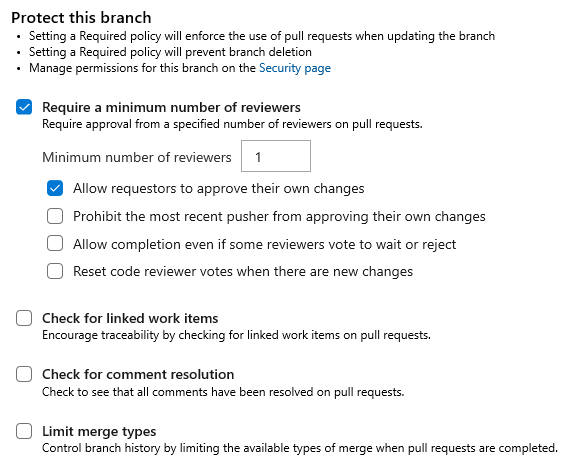 Protect this branch
• Setting a Required policy will enforce the use of pull requests when updating the branch
• Setting a Required policy will prevent branch deletion
• Manage permissions for this branch on the Security page
Require a minimum number of reviewers
Require approval from a specified number of reviewers on pull requests.
Minimum number of reviewers 1
Allow requestors to approve their own changes
Prohibit the most recent pusher from approving their own changes
Allow completion even if some reviewers vote to wait or reject
Reset code reviewer votes when there are new changes
Check for linked work items
Encourage traceability by checking for linked work items on pull requests.
Check for comment resolution
Check to see that all comments have been resolved on pull requests.
Limit merge types
Control branch history by limiting the available types of merge when pull requests are completed.